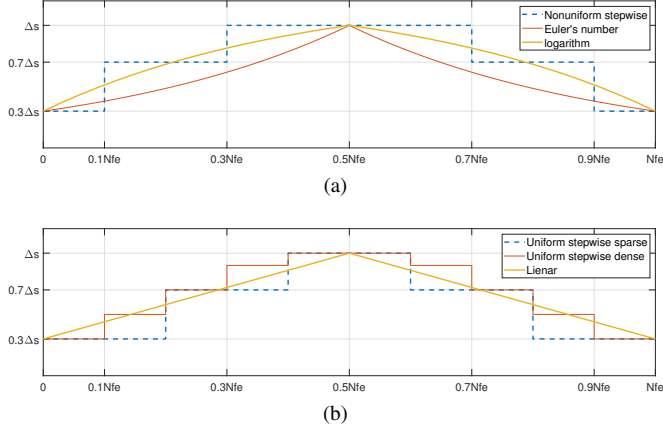 Δs
0.7Δs
0.3Δs
Nonuniform stepwise
Euler's number
logarithm
0 0.1Nfe 0.3Nfe 0.5Nfe 0.7Nfe 0.9Nfe Nfe
(a)
Δs
0.7Δs
0.3Δs
Uniform stepwise sparse
Uniform stepwise dense
Lienar
0 0.1Nfe 0.3Nfe 0.5Nfe 0.7Nfe 0.9Nfe Nfe
(b)